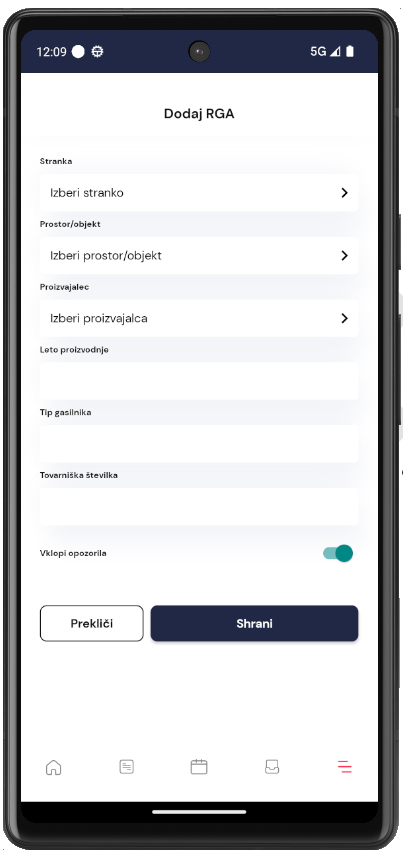 12:09 5G
Dodaj RGA
Stranka
Izberi stranko
Prostor/objekt
Izberi prostor/objekt
Proizvajalec
Izberi proizvajalca
Leto proizvodnje
Tip gasilnika
Tovarniška številka
Vklopi opozorila
Prekliči Shrani